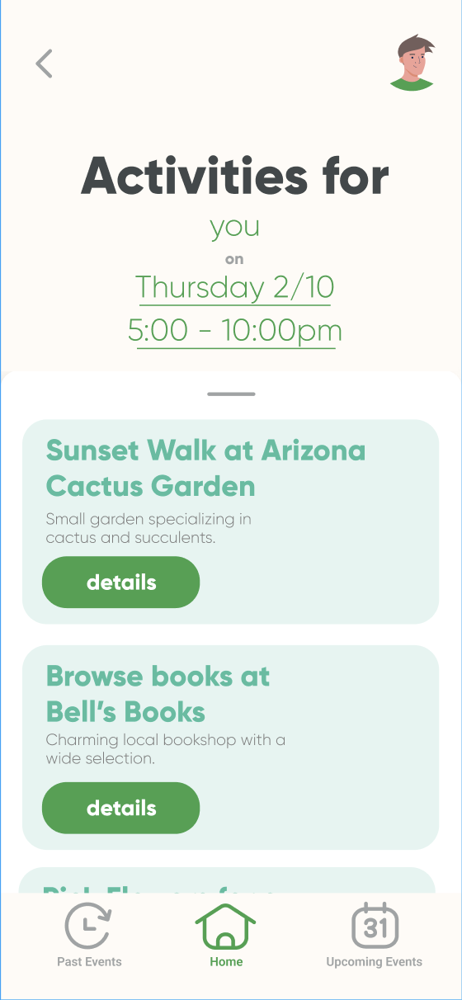 Activities for
you
on
Thursday 2/10
5:00 - 10:00pm
Sunset Walk at Arizona
Cactus Garden
Small garden specializing in
cactus and succulents.
details
Browse books at
Bell's Books
Charming local bookshop with a
wide selection.
details
31
Past Events
Home
Upcoming Events